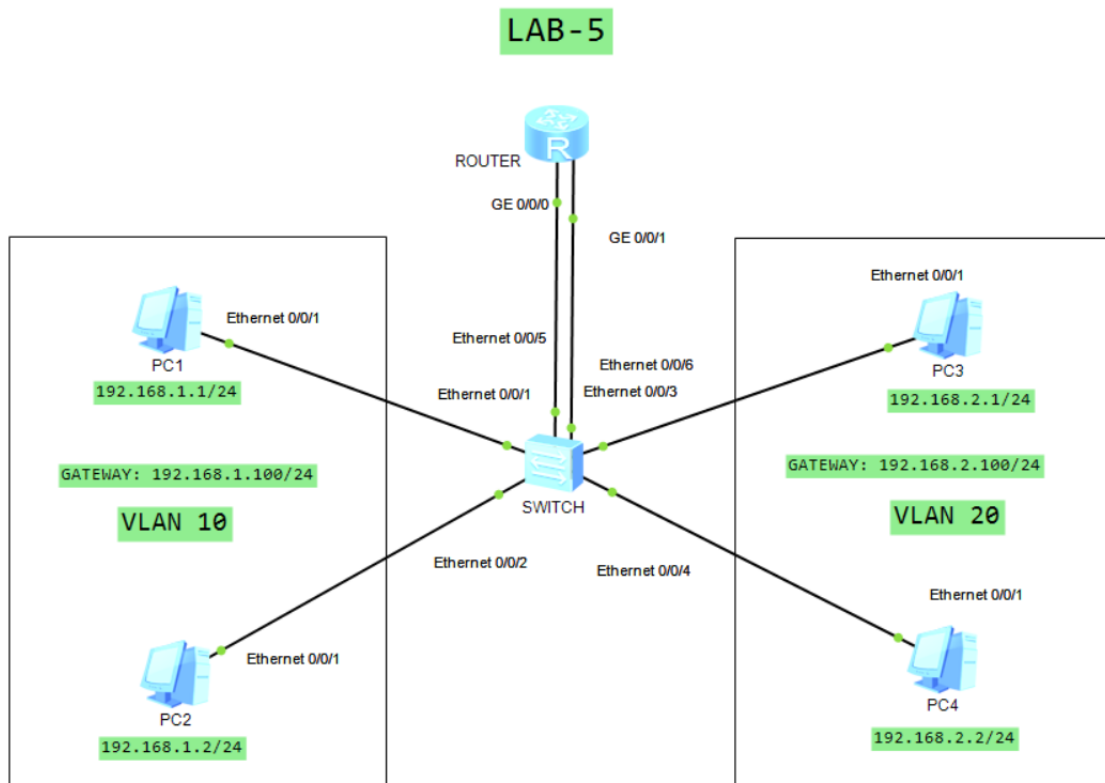 LAB-5
R
ROUTER
GE 0/0/0
GE 0/0/1
Ethernet 0/0/1
Ethernet 0/0/1
PC1
192.168.1.1/24
Ethernet 0/0/5
Ethernet 0/0/6
Ethernet 0/0/1
Ethernet 0/0/3
PC3
192.168.2.1/24
GATEWAY: 192.168.1.100/24
GATEWAY: 192.168.2.100/24
VLAN 10
SWITCH
VLAN 20
Ethernet 0/0/2
Ethernet 0/0/4
Ethernet 0/0/1
Ethernet 0/0/1
PC2
192.168.1.2/24
PC4
192.168.2.2/24